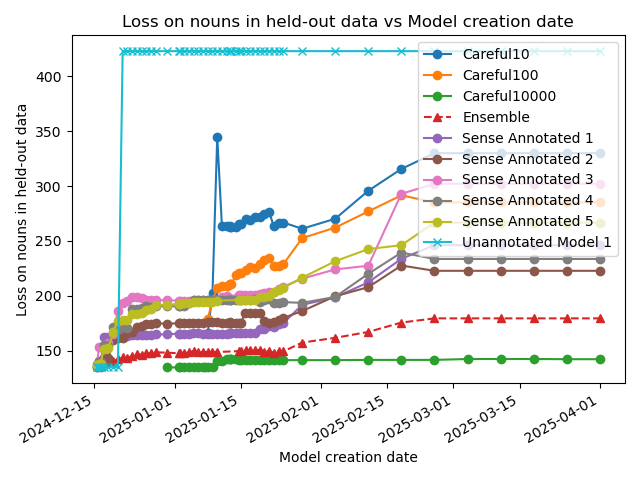 Loss on nouns in held-out data vs Model creation date
Loss on nouns in held-out data
400
350
300
250
200
150
Careful10
Careful100
Careful10000
Ensemble
Sense Annotated 1
Sense Annotated 2
Sense Annotated 3
Sense Annotated 4
Sense Annotated 5
Unannotated Model 1
2024-12-15
2025-01-01
2025-01-15
2025-02-01
2025-02-15
2025-03-01
2025-03-15
2025-04-01
Model creation date